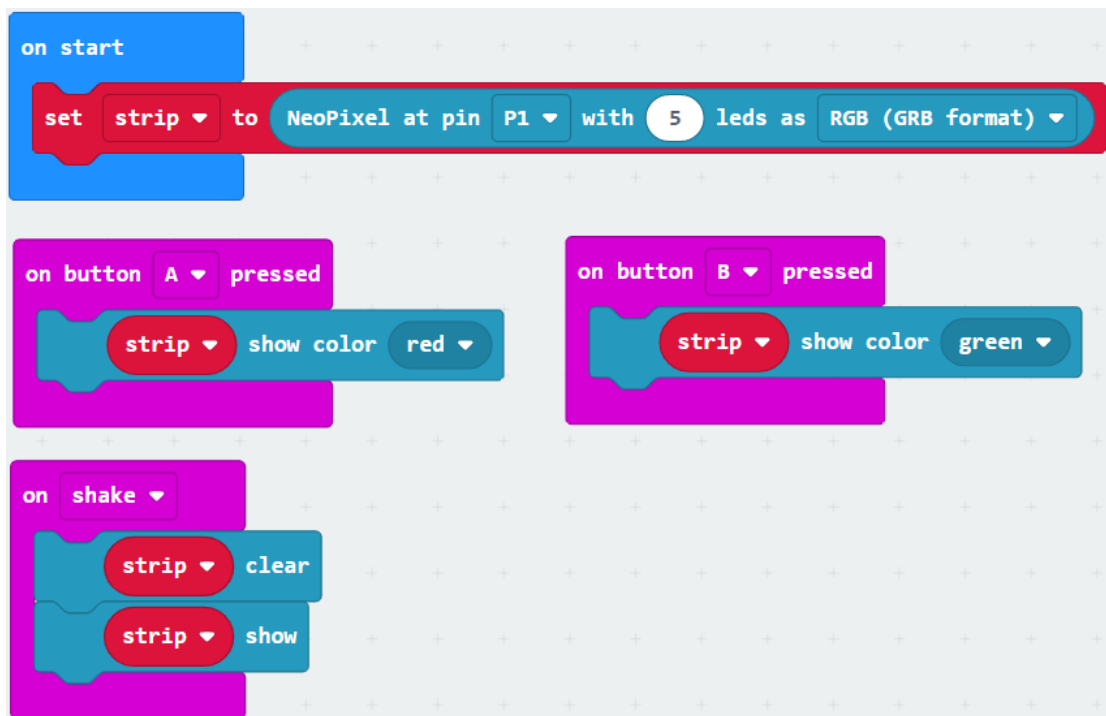 on start
set strip to NeoPixel at pin P1 with 5 leds as RGB (GRB format)
on button A pressed
strip show color red
on button B pressed
strip show color green
on shake
strip clear
strip show